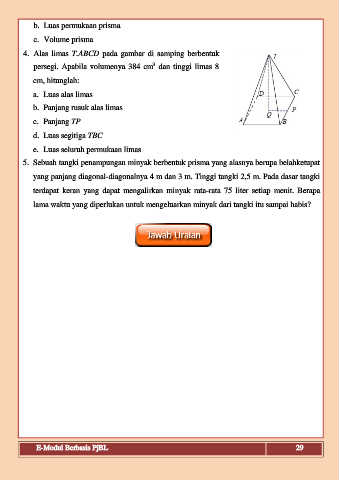 b. Luas permukaan prisma
c. Volume prisma
4. Alas limas T.ABCD pada gambar di samping berbentuk
persegi. Apabila volumenya 384 cm³ dan tinggi limas 8
cm, hitunglah:
a. Luas alas limas
b. Panjang rusuk alas limas
c. Panjang TP
d. Luas segitiga TBC
e. Luas seluruh permukaan limas
T
D
C
Q
P
A
B
5. Sebuah tangki penampungan minyak berbentuk prisma yang alasnya berupa belahketupat
yang panjang diagonal-diagonalnya 4 m dan 3 m. Tinggi tangki 2,5 m. Pada dasar tangki
terdapat keran yang dapat mengalirkan minyak rata-rata 75 liter setiap menit. Berapa
lama waktu yang diperlukan untuk mengeluarkan minyak dari tangki itu sampai habis?
Jawab Uraian
E-Modul Berbasis PjBL
29